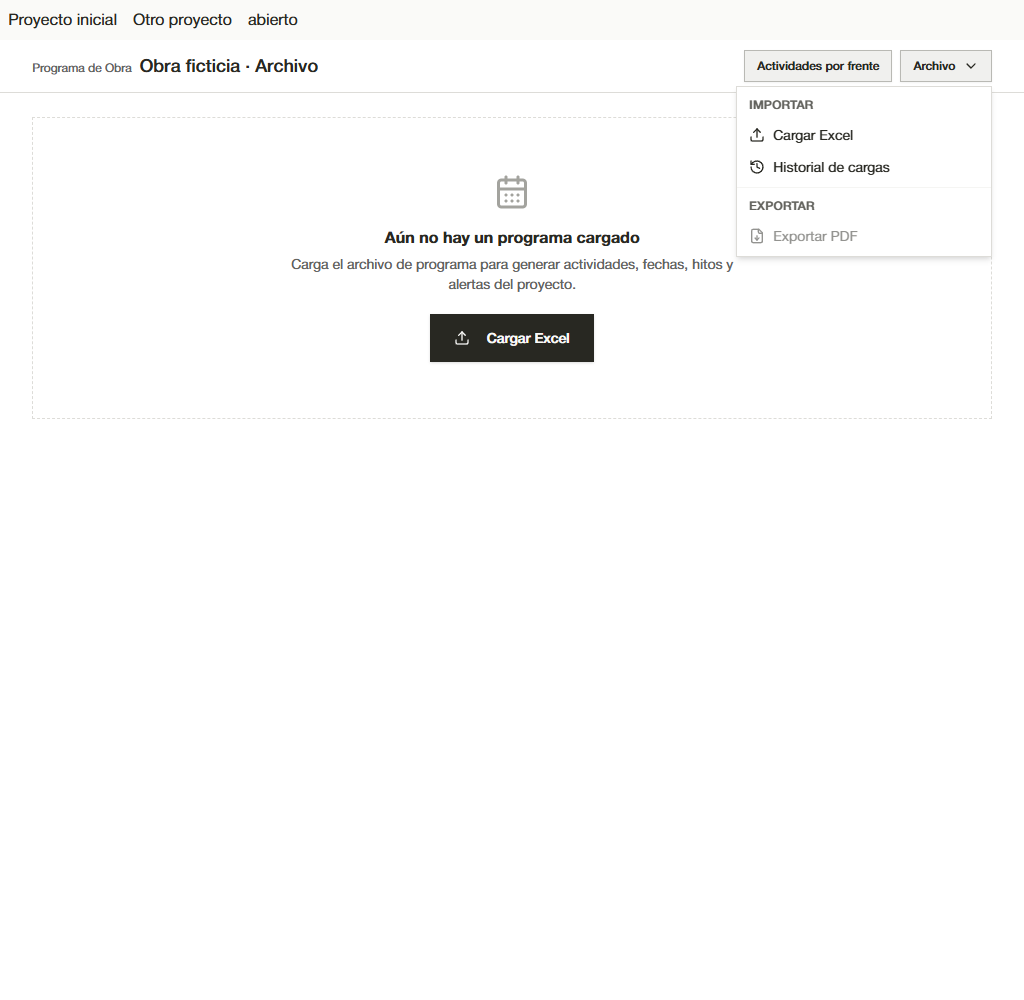 Proyecto inicial Otro proyecto abierto
Programa de Obra Obra ficticia · Archivo
Actividades por frente
Archivo
IMPORTAR
Cargar Excel
Historial de cargas
EXPORTAR
Exportar PDF
Aún no hay un programa cargado
Carga el archivo de programa para generar actividades, fechas, hitos y
alertas del proyecto.
Cargar Excel